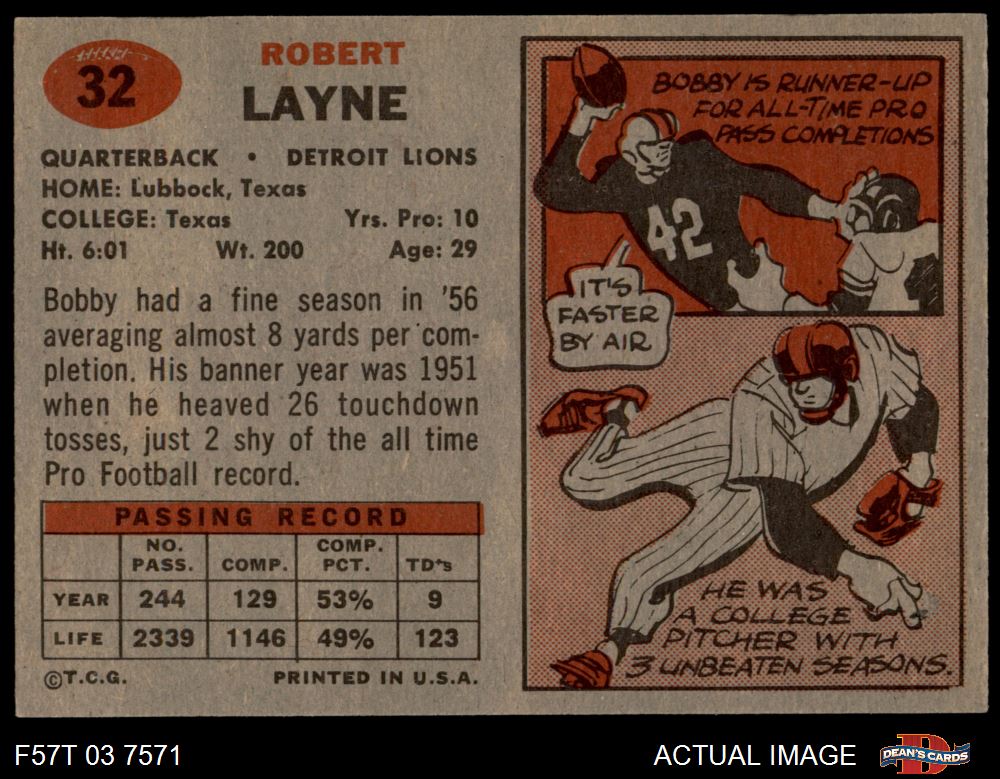 32
ROBERT
LAYNE
QUARTERBACK • DETROIT LIONS
HOME: Lubbock, Texas
COLLEGE: Texas Yrs. Pro: 10
Ht. 6:01 Wt. 200 Age: 29
Bobby had a fine season in '56
averaging almost 8 yards per com-
pletion. His banner year was 1951
when he heaved 26 touchdown
tosses, just 2 shy of the all time
Pro Football record.
PASSING RECORD
NO. PASS. COMP. COMP. PCT. TD's
YEAR 244 129 53% 9
LIFE 2339 1146 49% 123
©T.C.G. PRINTED IN U.S.A.
BOBBY IS RUNNER-UP
FOR ALL-TIME PRO
PASS COMPLETIONS
42
IT'S
FASTER
BY AIR
HE WAS
A COLLEGE
PITCHER WITH
3 UNBEATEN SEASONS.
F57T 03 7571 ACTUAL IMAGE
D
DEAN'S CARDS